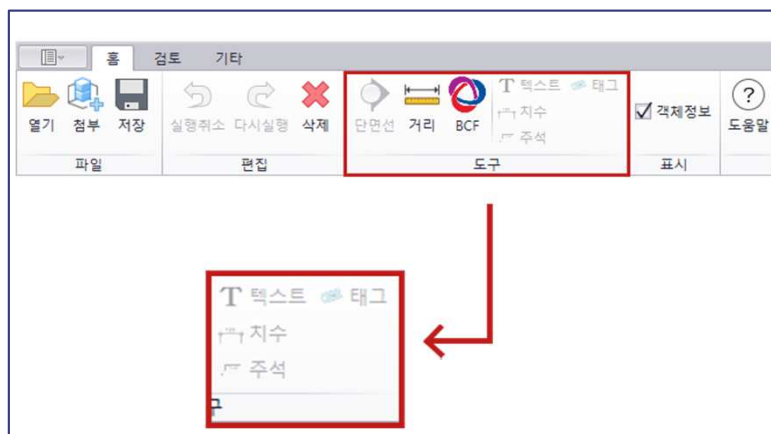 홈 검토 기타
열기 첨부 저장 실행취소 다시실행 삭제 단면선 거리 BCF T 텍스트 태그
치수
주석
객체정보
? 도움말
파일 편집 도구 표시
T 텍스트 태그
치수
주석
구